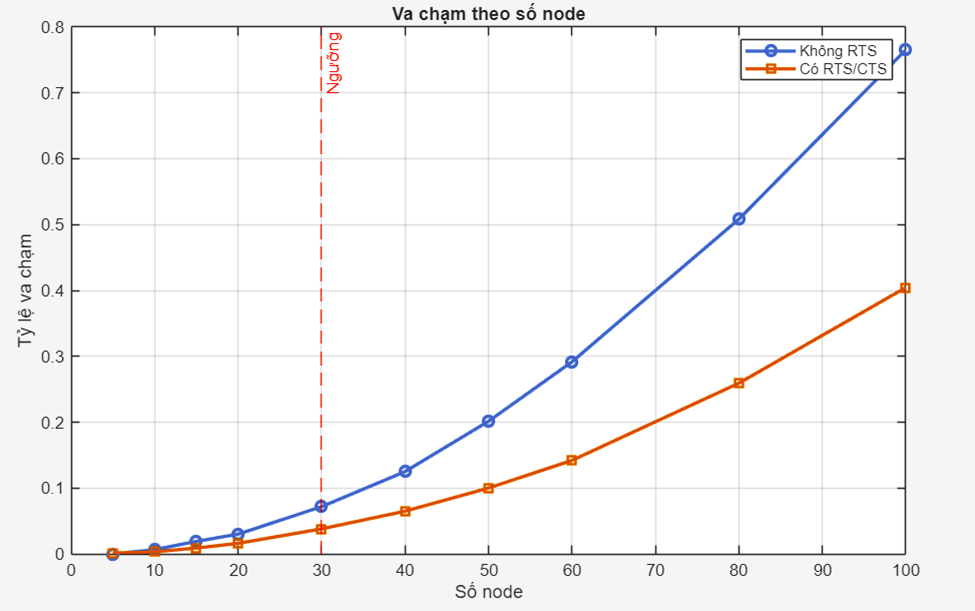 Va chạm theo số node
Không RTS
Có RTS/CTS
Ngưỡng
Tỷ lệ va chạm
0.8
0.7
0.6
0.5
0.4
0.3
0.2
0.1
0
0 10 20 30 40 50 60 70 80 90 100
Số node